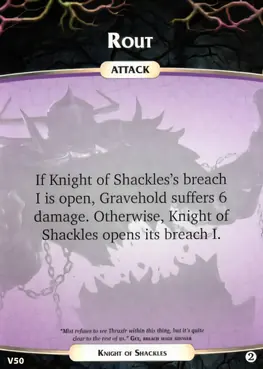 ROUT
ATTACK
If Knight of Shackles's breach
I is open, Gravehold suffers 6
damage. Otherwise, Knight of
Shackles opens its breach I.
"Mist refuses to see Thraxir within this thing, but it's quite
clear to the rest of us."
KNIGHT OF SHACKLES
V50
2